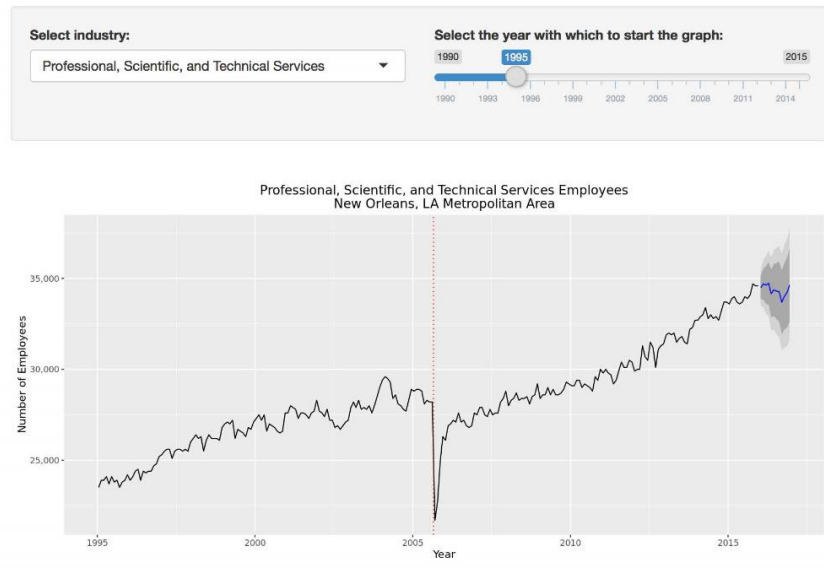 Select industry:
Professional, Scientific, and Technical Services
Select the year with which to start the graph:
1990 1995 2015
1990 1993 1996 1999 2002 2005 2008 2011 2014
Professional, Scientific, and Technical Services Employees
New Orleans, LA Metropolitan Area
Number of Employees
35,000
30,000
25,000
1995 2000 2005 2010 2015
Year